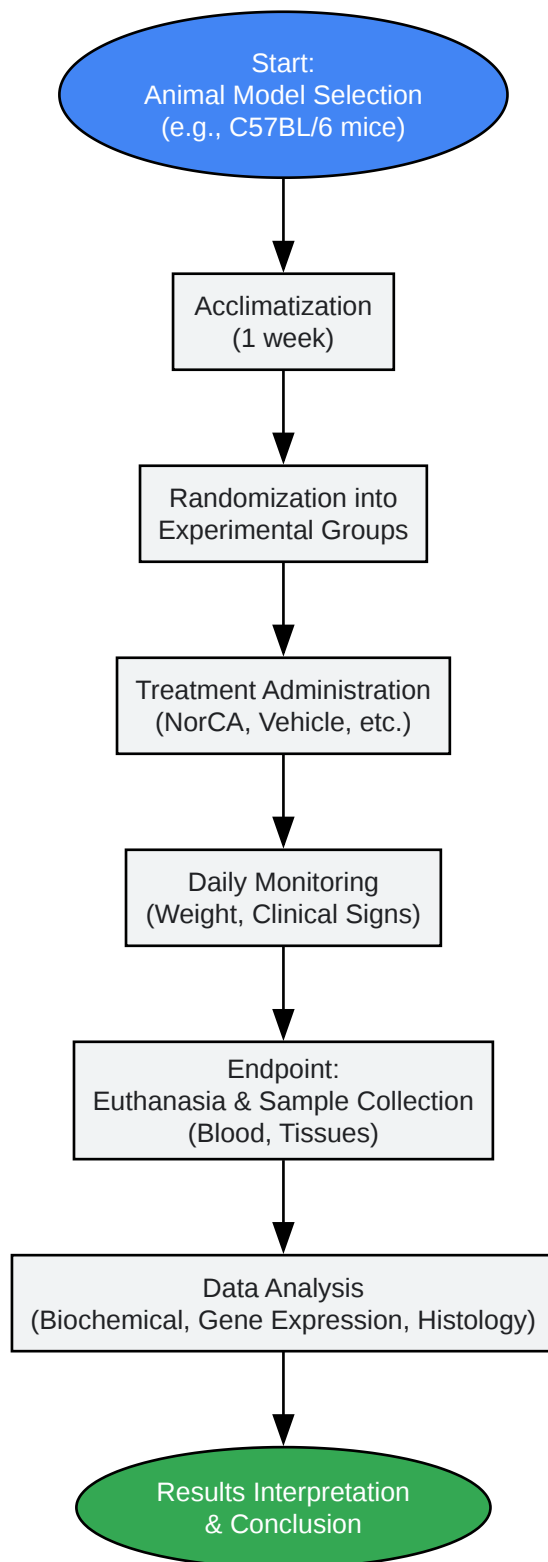 Start:
Animal Model Selection
(e.g., C57BL/6 mice)
Acclimatization
(1 week)
Randomization into
Experimental Groups
Treatment Administration
(NorCA, Vehicle, etc.)
Daily Monitoring
(Weight, Clinical Signs)
Endpoint:
Euthanasia & Sample Collection
(Blood, Tissues)
Data Analysis
(Biochemical, Gene Expression, Histology)
Results Interpretation
& Conclusion